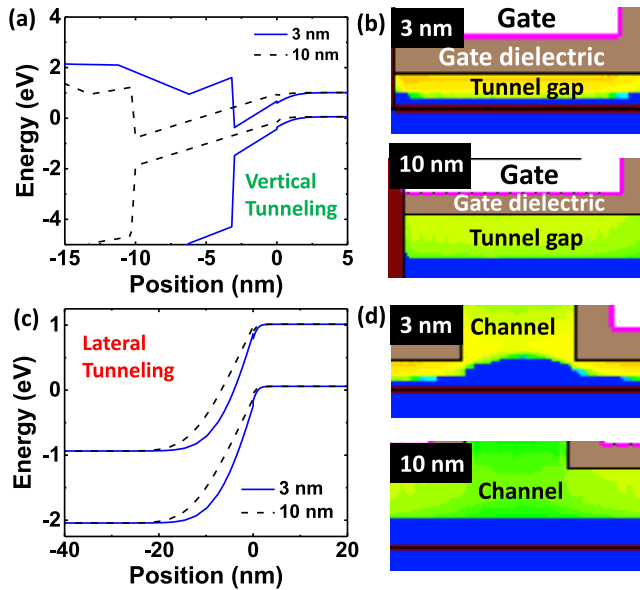 (a)
4
2
0
-2
-4
Energy (eV)
3 nm
10 nm
Vertical
Tunneling
-15 -10 -5 0 5
Position (nm)
(b)
3 nm
Gate
Gate dielectric
Tunnel gap
10 nm
Gate
Gate dielectric
Tunnel gap
(c)
1
0
-1
-2
Energy (eV)
Lateral
Tunneling
3 nm
10 nm
-40 -20 0 20
Position (nm)
(d)
3 nm
Channel
10 nm
Channel